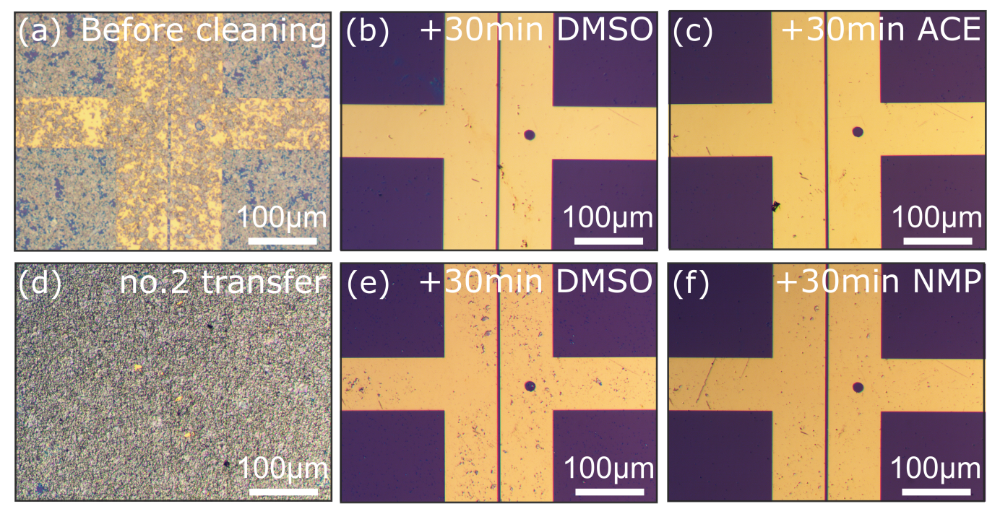 (a) Before cleaning
100μm
(b) +30min DMSO
100μm
(c) +30min ACE
100μm
(d) no.2 transfer
100μm
(e) +30min DMSO
100μm
(f) +30min NMP
100μm